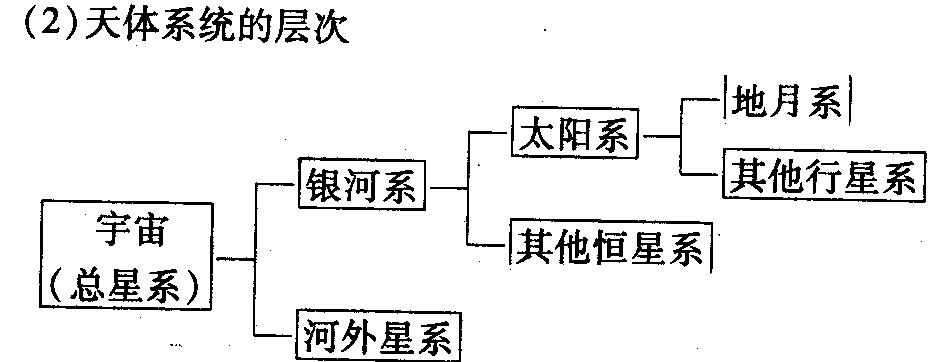 (2)天体系统的层次
地月系
太阳系
其他行星系
银河系
其他恒星系
宇宙
(总星系)
河外星系